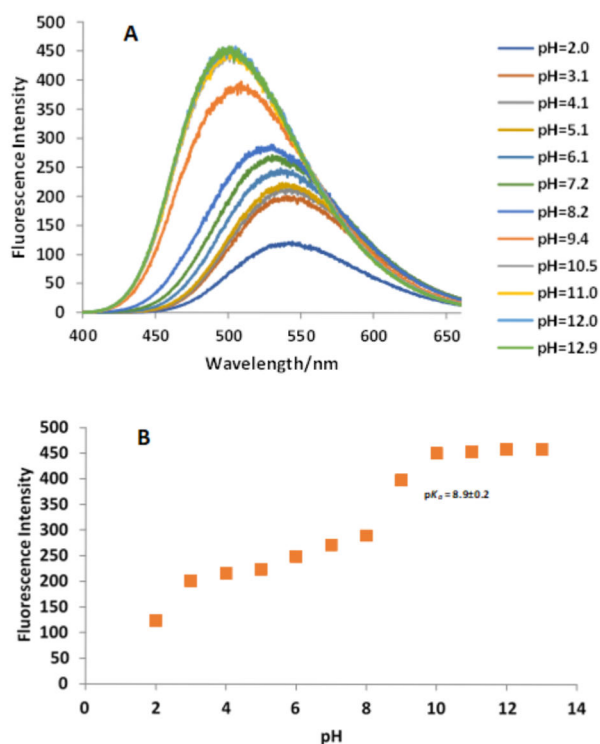 A
Fluorescence Intensity
500
450
400
350
300
250
200
150
100
50
0
400
450
500
550
600
650
Wavelength/nm
pH=2.0
pH=3.1
pH=4.1
pH=5.1
pH=6.1
pH=7.2
pH=8.2
pH=9.4
pH=10.5
pH=11.0
pH=12.0
pH=12.9
B
Fluorescence Intensity
500
450
400
350
300
250
200
150
100
50
0
pKₐ = 8.9±0.2
0
2
4
6
8
10
12
14
pH